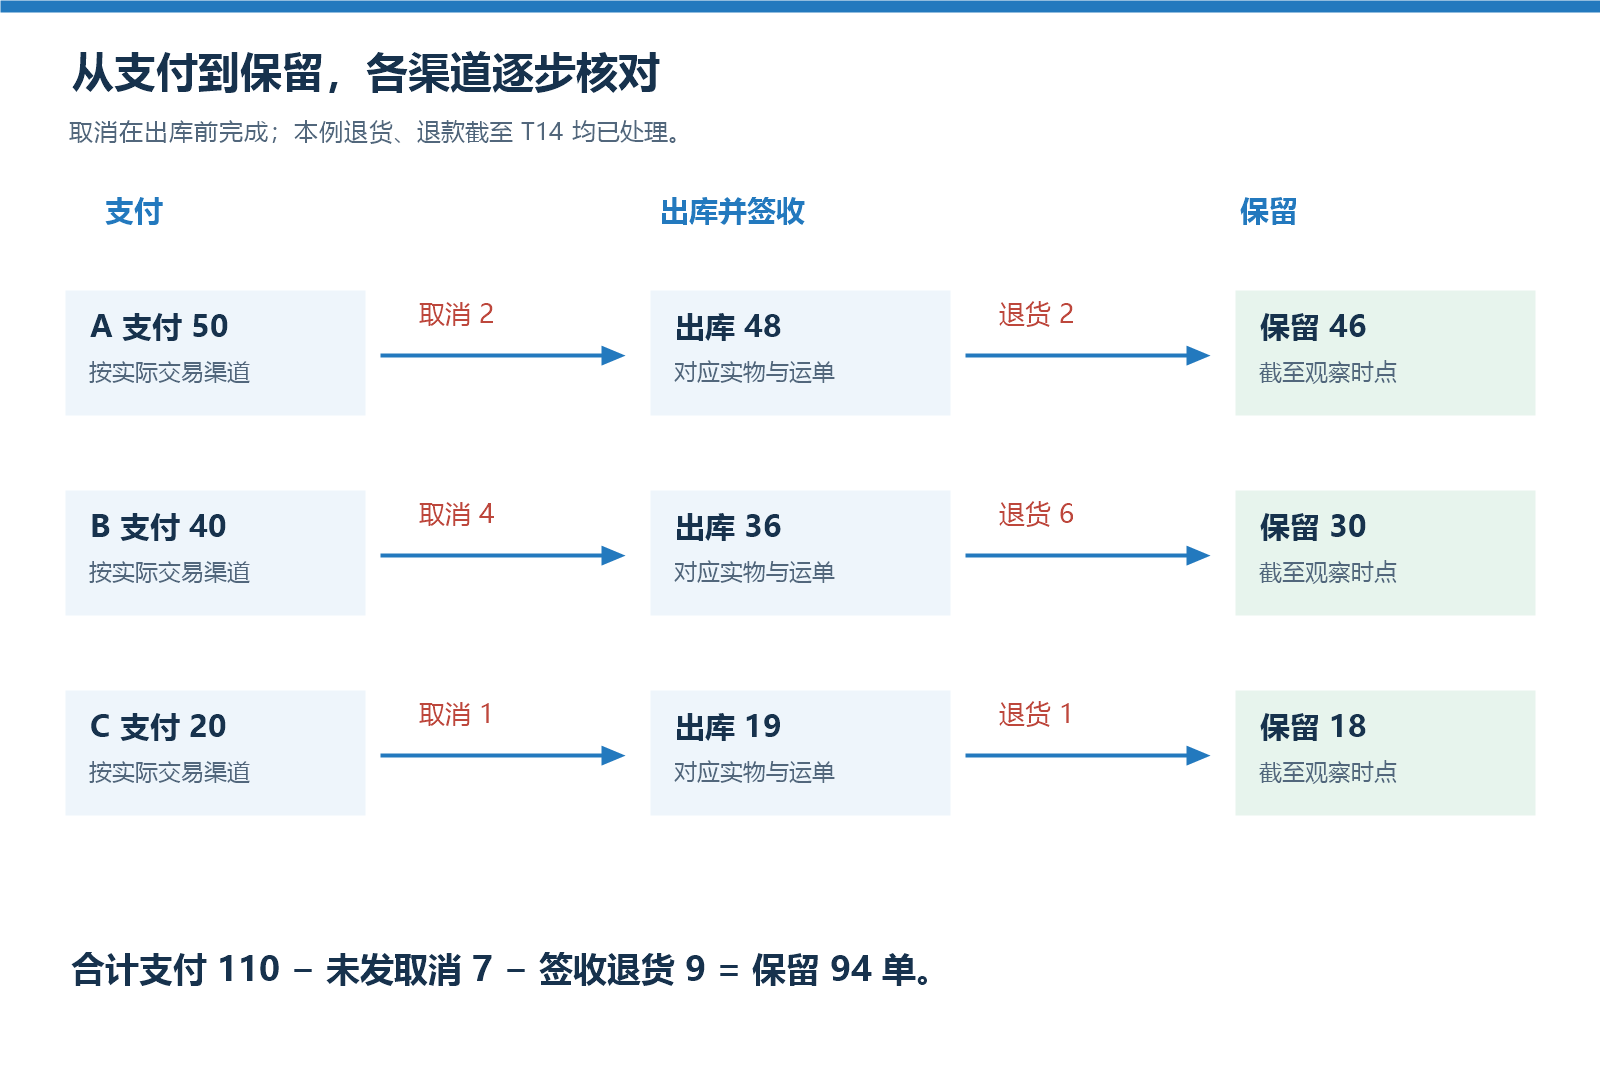 从支付到保留，各渠道逐步核对
取消在出库前完成；本例退货、退款截至 T14 均已处理。
支付
出库并签收
保留
A 支付 50
按实际交易渠道
取消 2
出库 48
对应实物与运单
退货 2
保留 46
截至观察时点
B 支付 40
按实际交易渠道
取消 4
出库 36
对应实物与运单
退货 6
保留 30
截至观察时点
C 支付 20
按实际交易渠道
取消 1
出库 19
对应实物与运单
退货 1
保留 18
截至观察时点
合计支付 110 − 未发取消 7 − 签收退货 9 = 保留 94 单。